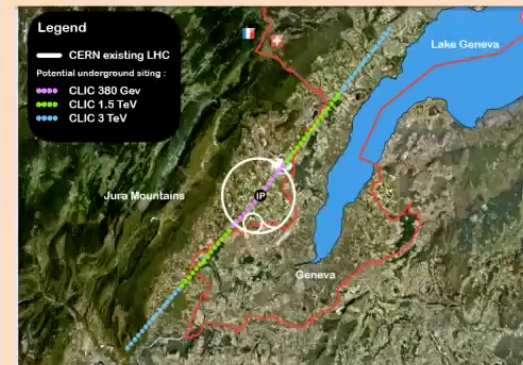 Legend
CERN existing LHC
Potential underground siting :
CLIC 380 Gev
CLIC 1.5 TeV
CLIC 3 TeV
Lake Geneva
Jura Mountains
IP
Geneva